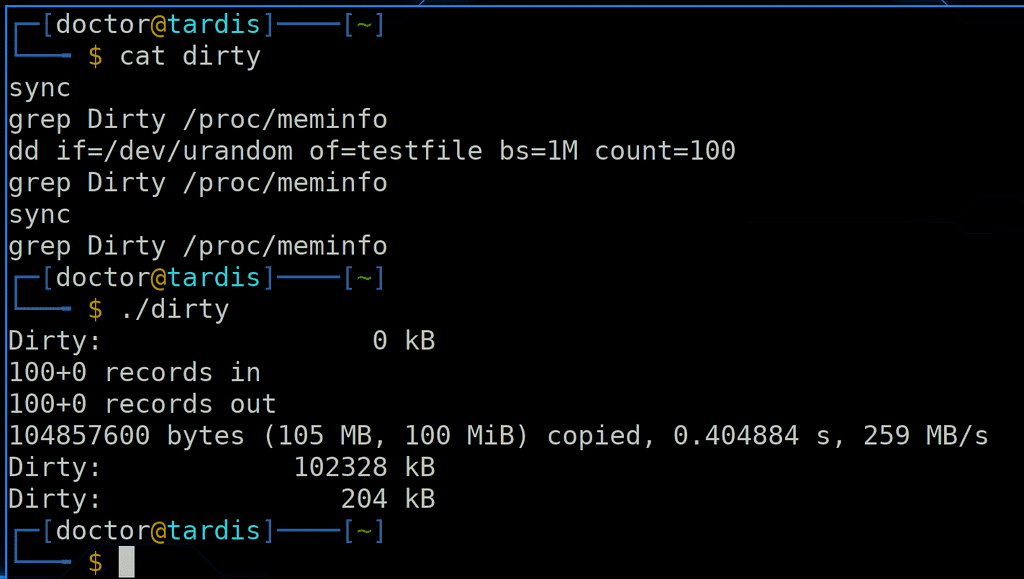 ┌─[doctor@tardis]────[~]
└─── $ cat dirty
sync
grep Dirty /proc/meminfo
dd if=/dev/urandom of=testfile bs=1M count=100
grep Dirty /proc/meminfo
sync
grep Dirty /proc/meminfo
┌─[doctor@tardis]────[~]
└─── $ ./dirty
Dirty:                 0 kB
100+0 records in
100+0 records out
104857600 bytes (105 MB, 100 MiB) copied, 0.404884 s, 259 MB/s
Dirty:            102328 kB
Dirty:               204 kB
┌─[doctor@tardis]────[~]
└─── $